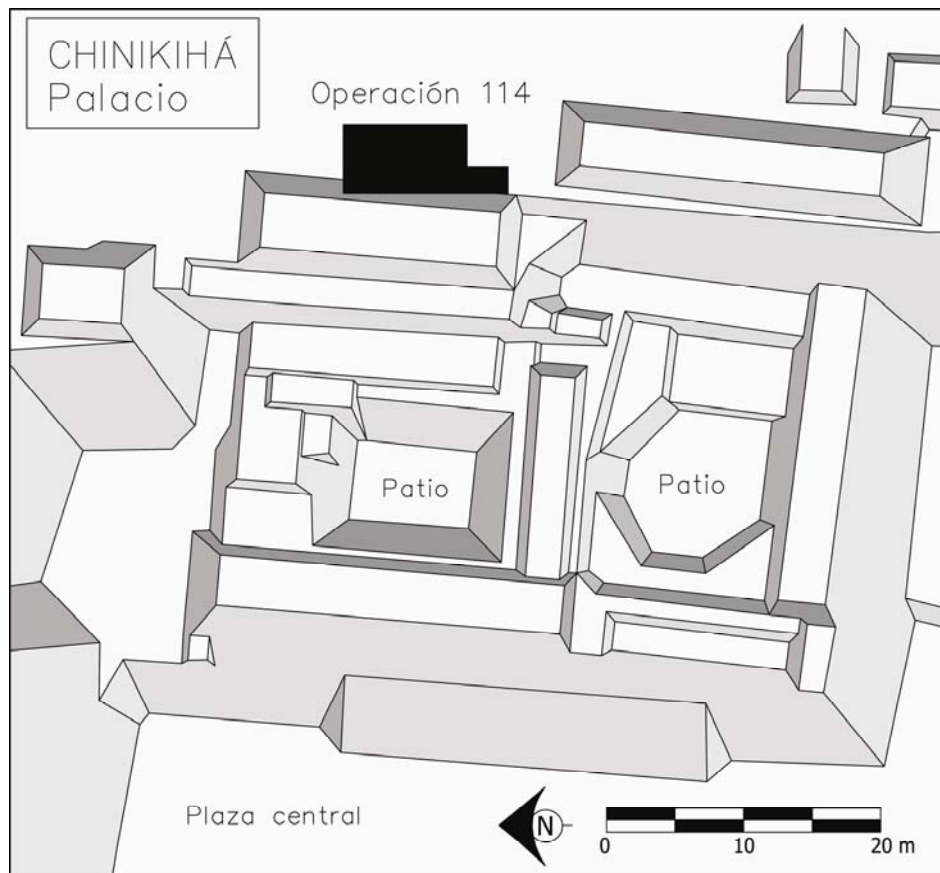 CHINIKIHÁ
Palacio
Operación 114
Patio
Patio
Plaza central
N
0 10 20 m